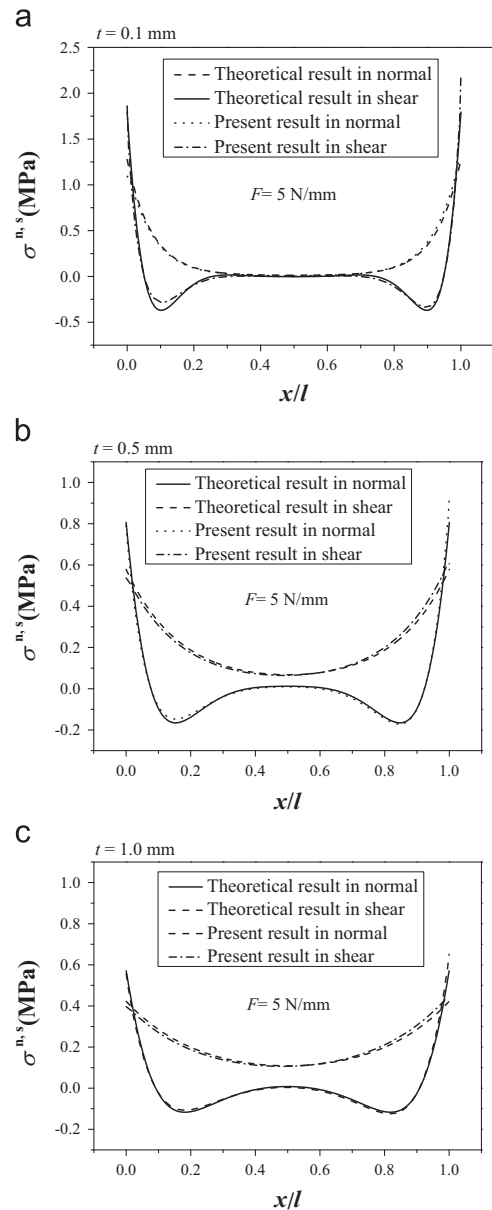 a
t = 0.1 mm
2.5
2.0
1.5
1.0
0.5
0.0
-0.5
σ n, s (MPa)
Theoretical result in normal
Theoretical result in shear
Present result in normal
Present result in shear
F= 5 N/mm
0.0 0.2 0.4 0.6 0.8 1.0
x/l
b
t = 0.5 mm
1.0
0.8
0.6
0.4
0.2
0.0
-0.2
σ n, s (MPa)
Theoretical result in normal
Theoretical result in shear
Present result in normal
Present result in shear
F= 5 N/mm
0.0 0.2 0.4 0.6 0.8 1.0
x/l
c
t = 1.0 mm
1.0
0.8
0.6
0.4
0.2
0.0
-0.2
σ n, s (MPa)
Theoretical result in normal
Theoretical result in shear
Present result in normal
Present result in shear
F= 5 N/mm
0.0 0.2 0.4 0.6 0.8 1.0
x/l